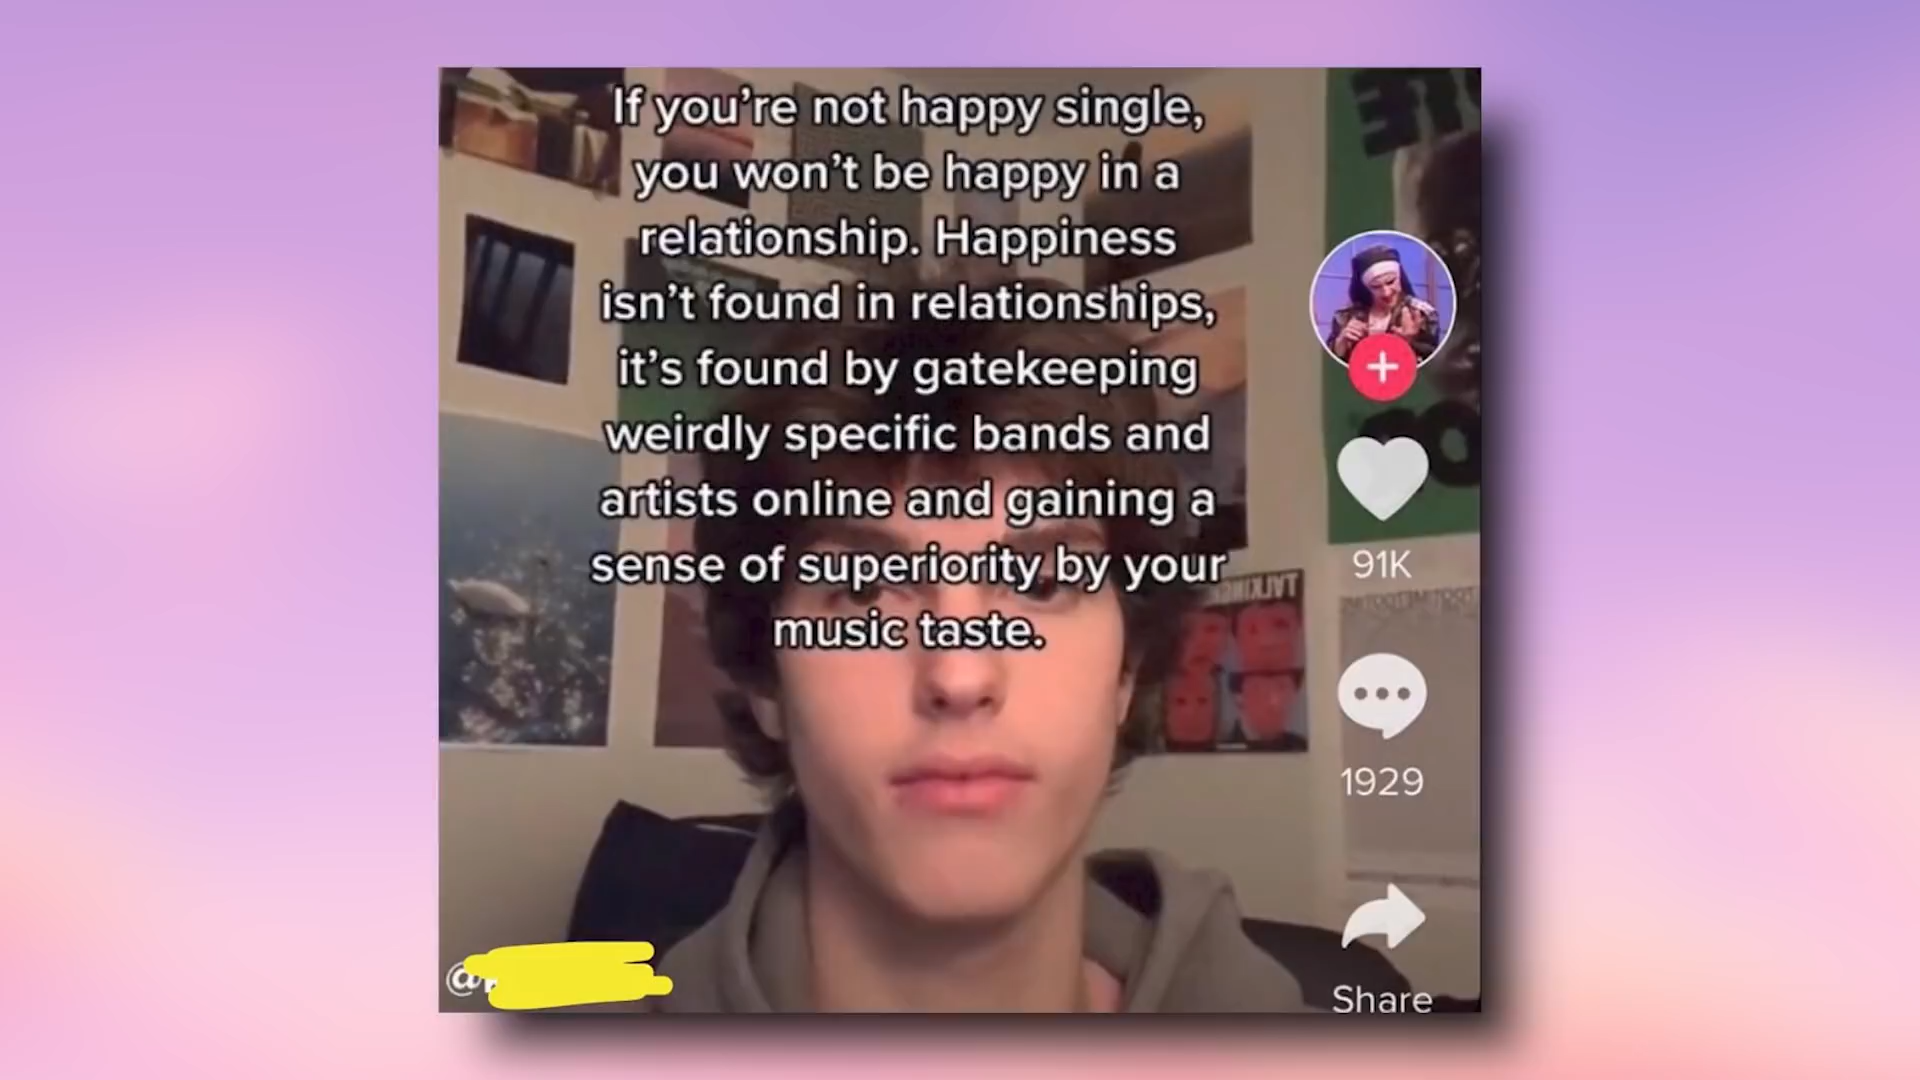 If you're not happy single,
you won't be happy in a
relationship. Happiness
isn't found in relationships,
it's found by gatekeeping
weirdly specific bands and
artists online and gaining a
sense of superiority by your
music taste.
91K
1929
Share
@